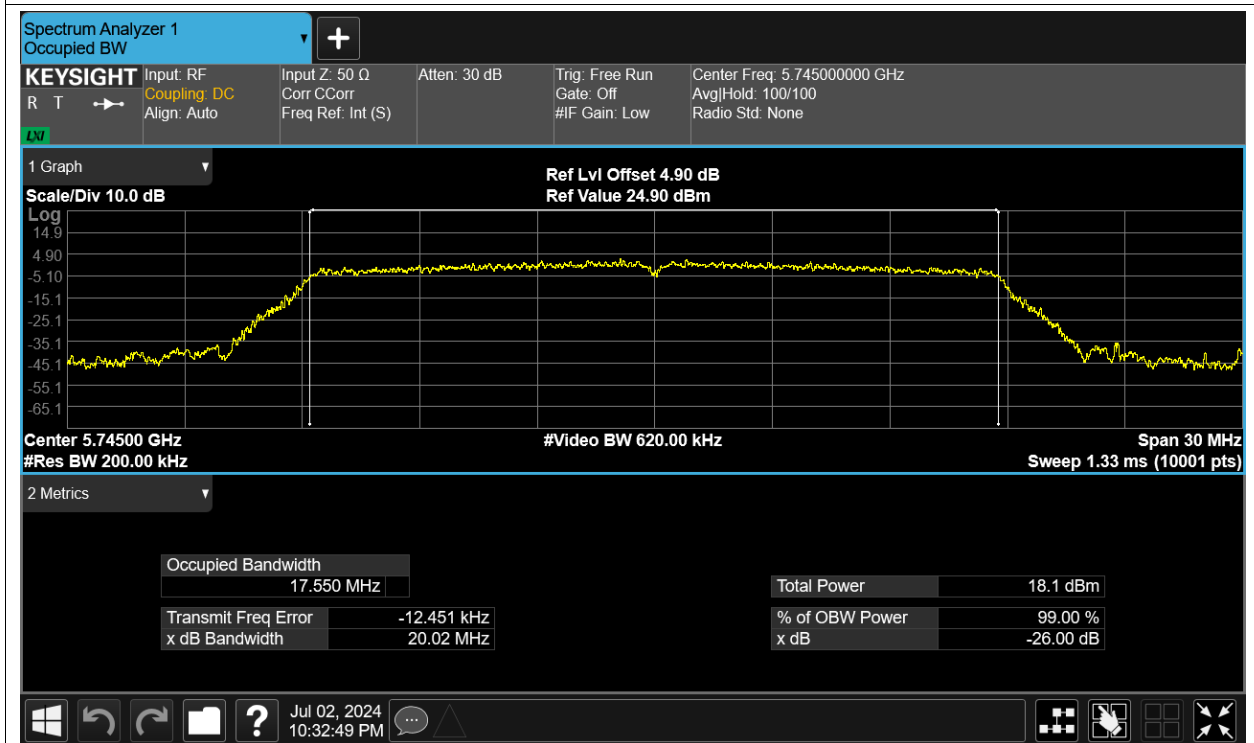 Spectrum Analyzer 1
Occupied BW
KEYSIGHT
R T
LXI
Input: RF
Coupling: DC
Align: Auto
Input Z: 50 Ω
Corr CCorr
Freq Ref: Int (S)
Atten: 30 dB
Trig: Free Run
Gate: Off
#IF Gain: Low
Center Freq: 5.745000000 GHz
Avg|Hold: 100/100
Radio Std: None
1 Graph
Scale/Div 10.0 dB
Ref Lvl Offset 4.90 dB
Ref Value 24.90 dBm
Log
14.9
4.90
-5.10
-15.1
-25.1
-35.1
-45.1
-55.1
-65.1
Center 5.74500 GHz
#Video BW 620.00 kHz
Span 30 MHz
#Res BW 200.00 kHz
Sweep 1.33 ms (10001 pts)
2 Metrics
Occupied Bandwidth
17.550 MHz
Transmit Freq Error -12.451 kHz
x dB Bandwidth 20.02 MHz
Total Power 18.1 dBm
% of OBW Power 99.00 %
x dB -26.00 dB
?
Jul 02, 2024
10:32:49 PM